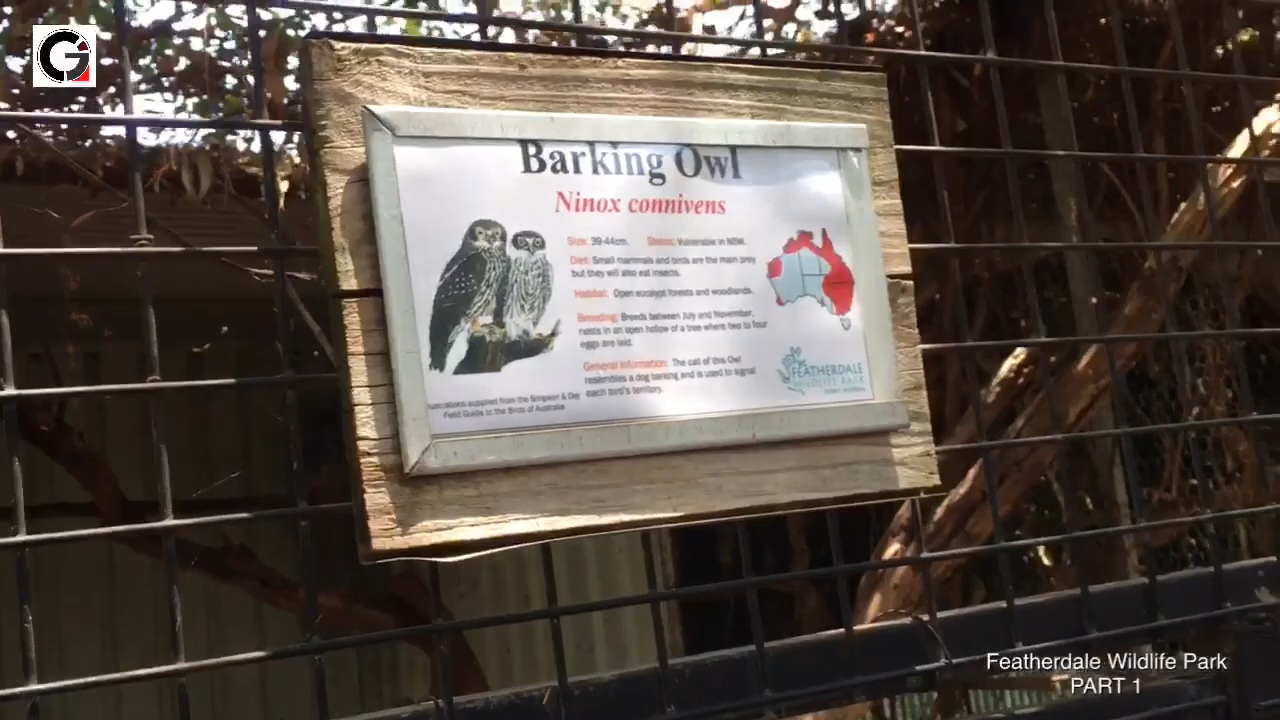 Barking Owl
Ninox connivens
Size: 39-44cm. Status: Vulnerable in NSW.
Diet: Small mammals and birds are the main prey
but they will also eat insects.
Habitat: Open eucalypt forests and woodlands.
Breeding: Breeds between July and November,
nests in an open hollow of a tree where two to four
eggs are laid.
General Information: The call of this Owl
resembles a dog barking and is used to signal
each bird's territory.
supplied from the Simpson & Day
Field Guide to the Birds of Australia
FEATHERDALE
WILDLIFE PARK
Featherdale Wildlife Park
PART 1